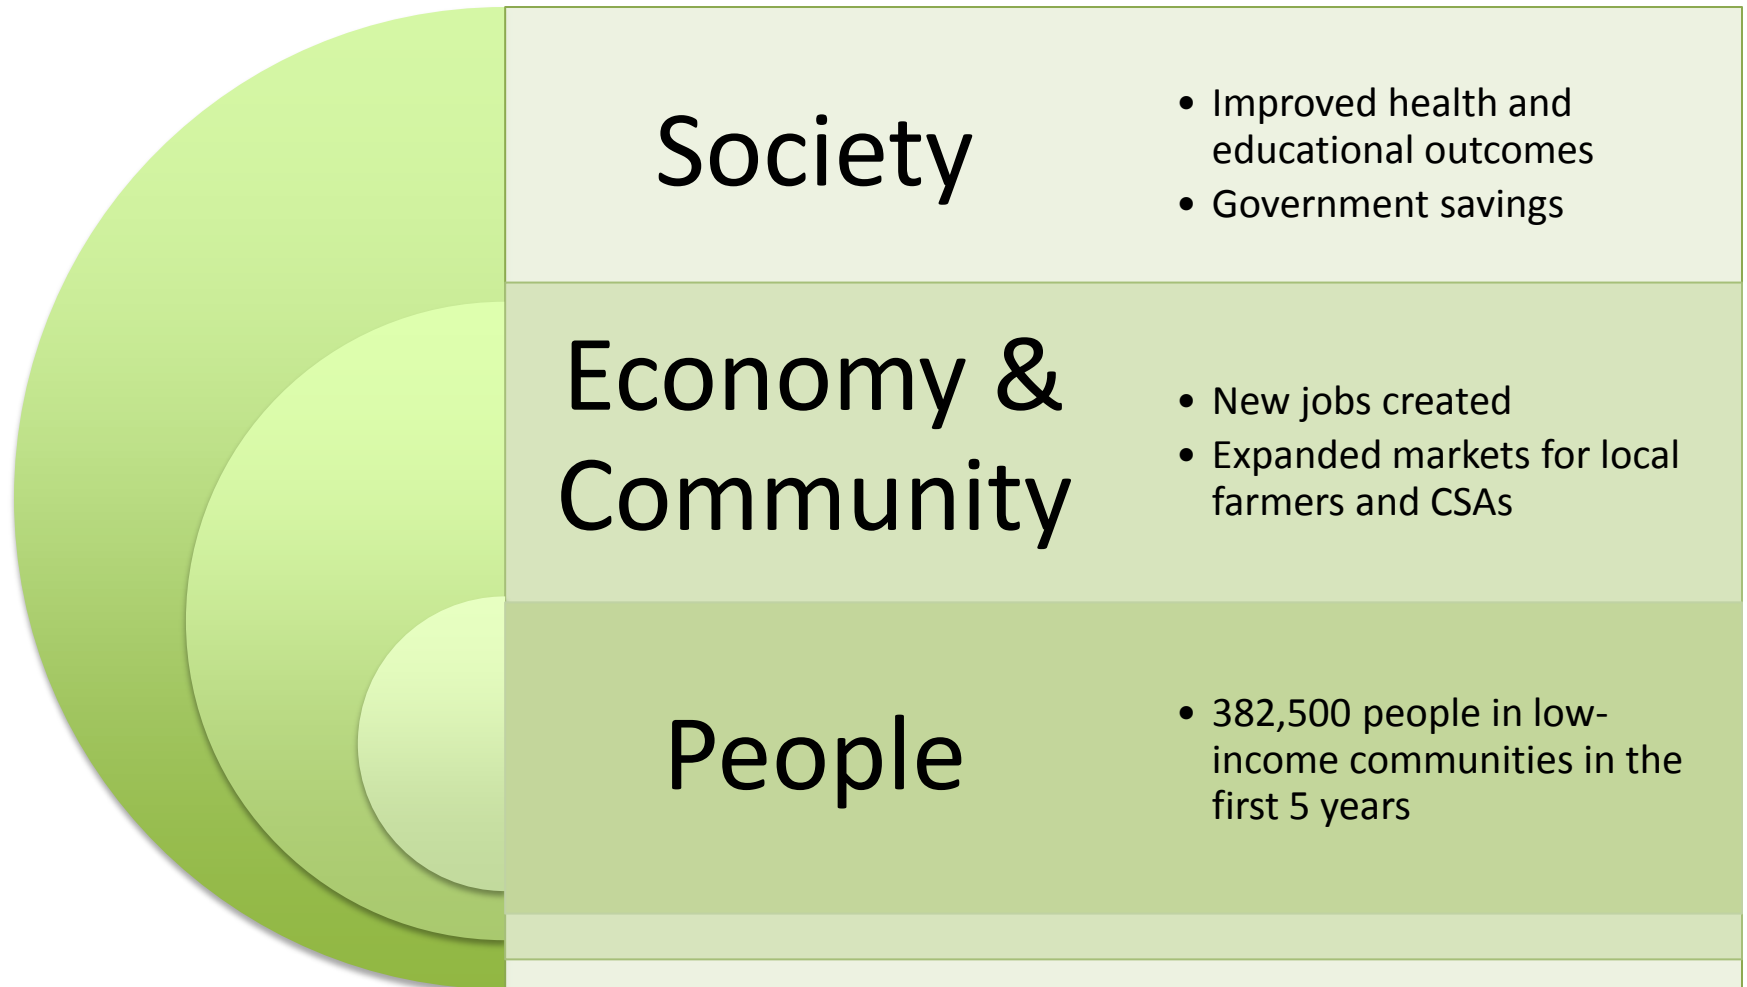 Society
• Improved health and
educational outcomes
• Government savings
Economy &
Community
• New jobs created
• Expanded markets for local
farmers and CSAs
People
• 382,500 people in low-
income communities in the
first 5 years